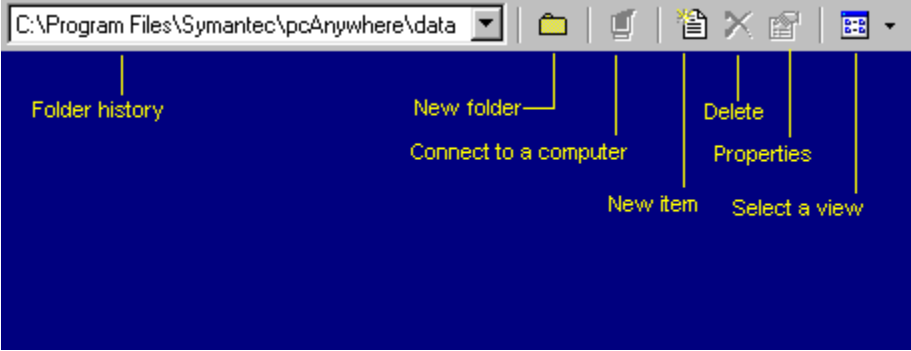 C:\Program Files\Symantec\pcAnywhere\data
Folder history
New folder
Delete
Connect to a computer
Properties
New item
Select a view